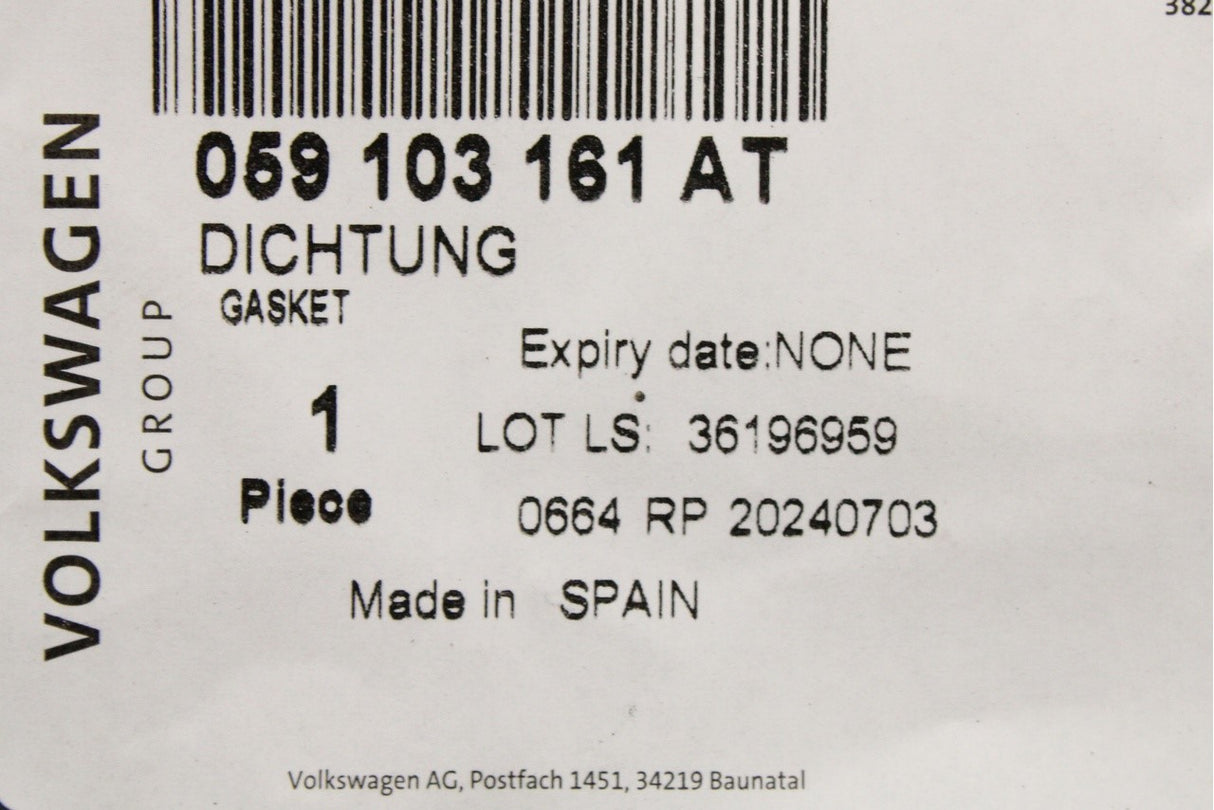 382
059 103 161 AT
DICHTUNG
GASKET
Expiry date:NONE
1
LOT LS: 36196959
Piece
0664 RP 20240703
Made in SPAIN
VOLKSWAGEN
GROUP
Volkswagen AG, Postfach 1451, 34219 Baunatal